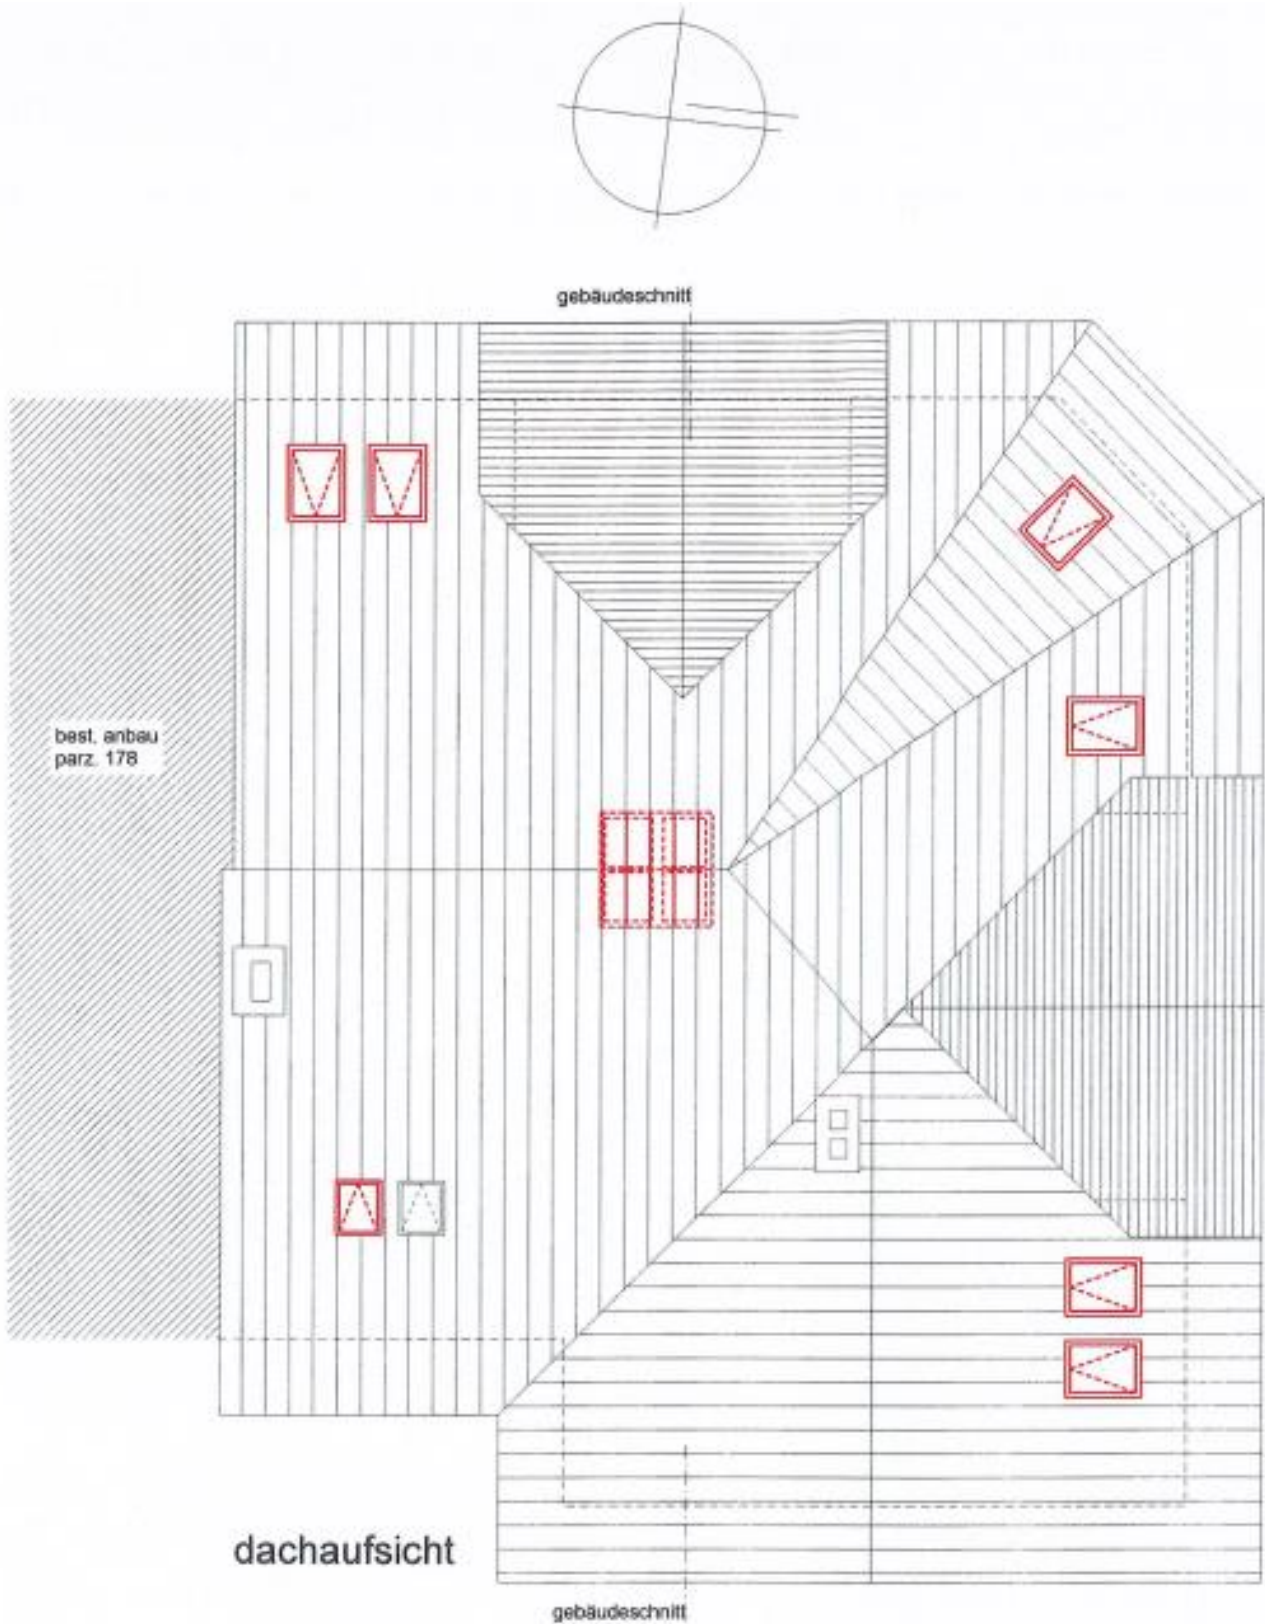 gebäudeschnitt
best. anbau
parz. 178
dachaufsicht
gebäudeschnitt